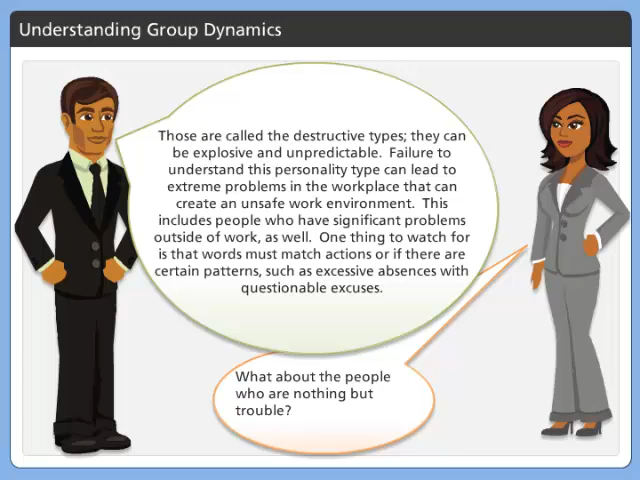 Understanding Group Dynamics
Those are called the destructive types; they can
be explosive and unpredictable.  Failure to
understand this personality type can lead to
extreme problems in the workplace that can
create an unsafe work environment.  This
includes people who have significant problems
outside of work, as well.  One thing to watch for
is that words must match actions or if there are
certain patterns, such as excessive absences with
questionable excuses.
What about the people
who are nothing but
trouble?